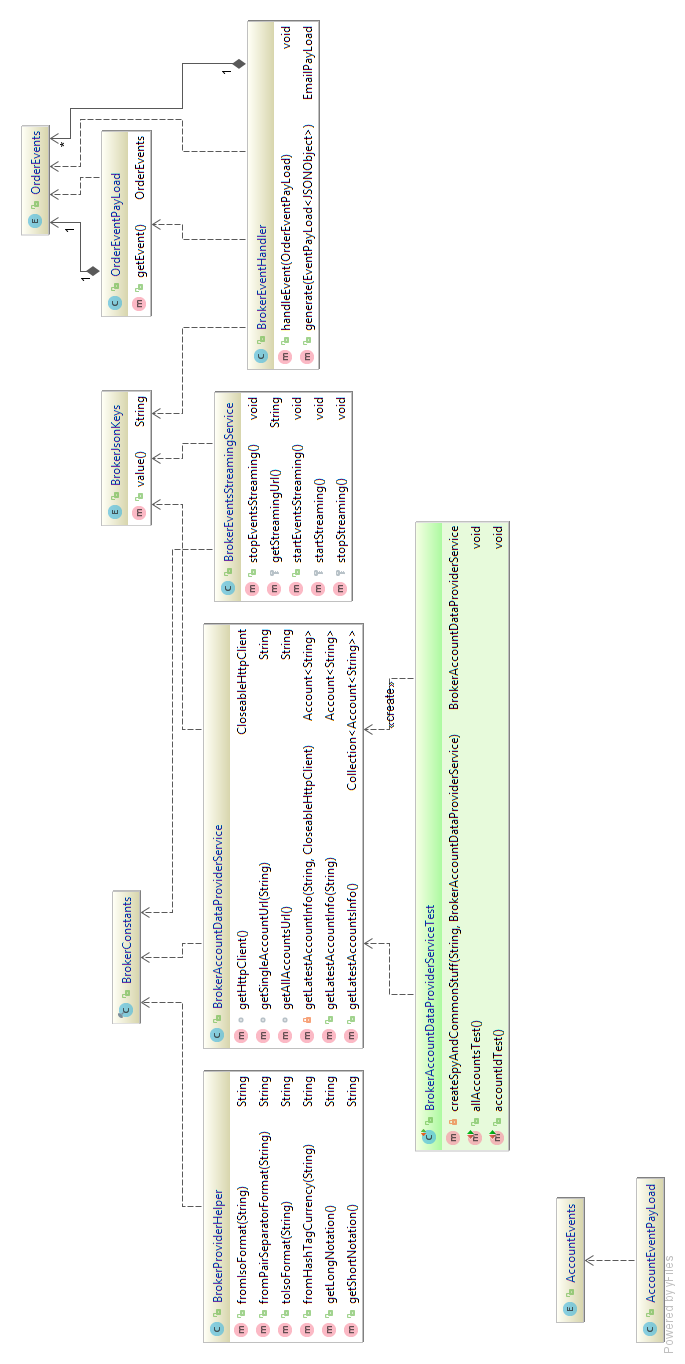 E OrderEvents
1
*
1
1
C OrderEventPayLoad
m getEvent() OrderEvents
C BrokerEventHandler
m handleEvent(OrderEventPayLoad) void
m generate(EventPayLoad<JSONObject>) EmailPayLoad
E BrokerJsonKeys
m value() String
C BrokerEventsStreamingService
m stopEventsStreaming() void
m getStreamingUrl() String
m startEventsStreaming() void
m startStreaming() void
m stopStreaming() void
C BrokerConstants
C BrokerAccountDataProviderService
m getHttpClient() CloseableHttpClient
m getSingleAccountUrl(String) String
m getAllAccountsUrl() String
m getLatestAccountInfo(String, CloseableHttpClient) Account<String>
m getLatestAccountInfo(String) Account<String>
m getLatestAccountsInfo() Collection<Account<String>>
C BrokerProviderHelper
m fromIsoFormat(String) String
m fromPairSeparatorFormat(String) String
m toIsoFormat(String) String
m fromHashTagCurrency(String) String
m getLongNotation() String
m getShortNotation() String
«create»
C BrokerAccountDataProviderServiceTest
m createSpyAndCommonStuff(String, BrokerAccountDataProviderService) BrokerAccountDataProviderService
m allAccountsTest() void
m accountIdTest() void
E AccountEvents
C AccountEventPayLoad
Powered by yFiles